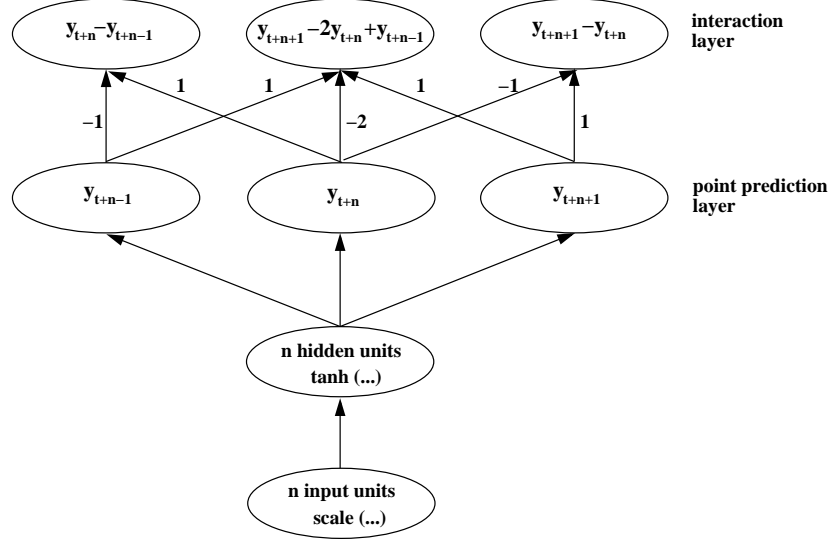 y_{t+n}−y_{t+n−1}
y_{t+n+1}−2y_{t+n}+y_{t+n−1}
y_{t+n+1}−y_{t+n}
interaction
layer
−1
1
1
−2
1
−1
1
y_{t+n−1}
y_{t+n}
y_{t+n+1}
point prediction
layer
n hidden units
tanh (...)
n input units
scale (...)